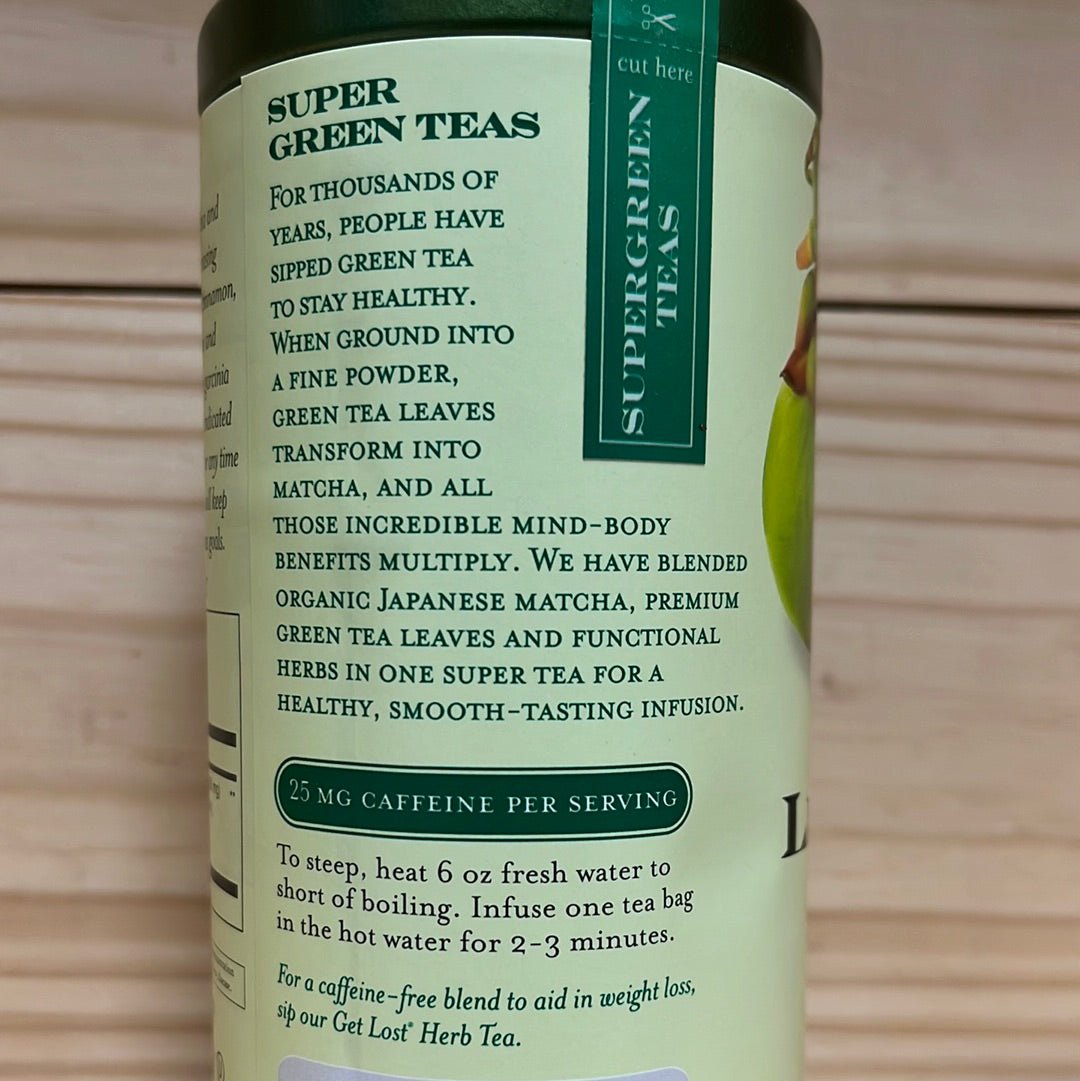 cut here
SUPERGREEN
TEAS
SUPER
GREEN TEAS
FOR THOUSANDS OF
YEARS, PEOPLE HAVE
SIPPED GREEN TEA
TO STAY HEALTHY.
WHEN GROUND INTO
A FINE POWDER,
GREEN TEA LEAVES
TRANSFORM INTO
MATCHA, AND ALL
THOSE INCREDIBLE MIND-BODY
BENEFITS MULTIPLY. WE HAVE BLENDED
ORGANIC JAPANESE MATCHA, PREMIUM
GREEN TEA LEAVES AND FUNCTIONAL
HERBS IN ONE SUPER TEA FOR A
HEALTHY, SMOOTH-TASTING INFUSION.
25 MG CAFFEINE PER SERVING
To steep, heat 6 oz fresh water to
short of boiling. Infuse one tea bag
in the hot water for 2-3 minutes.
For a caffeine-free blend to aid in weight loss,
sip our Get Lost® Herb Tea.
and
and
any time
keep